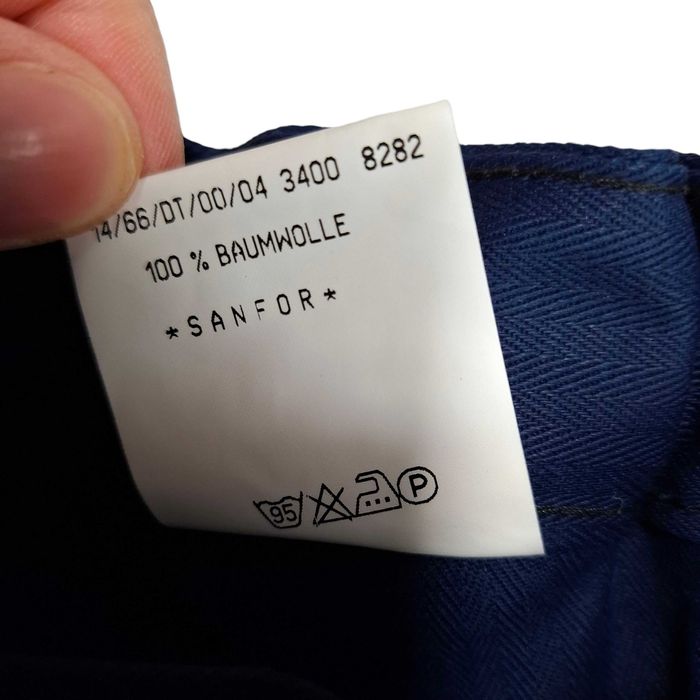 14/66/DT/00/04 3400 8282
100 % BAUMWOLLE
*SANFOR*
95 P